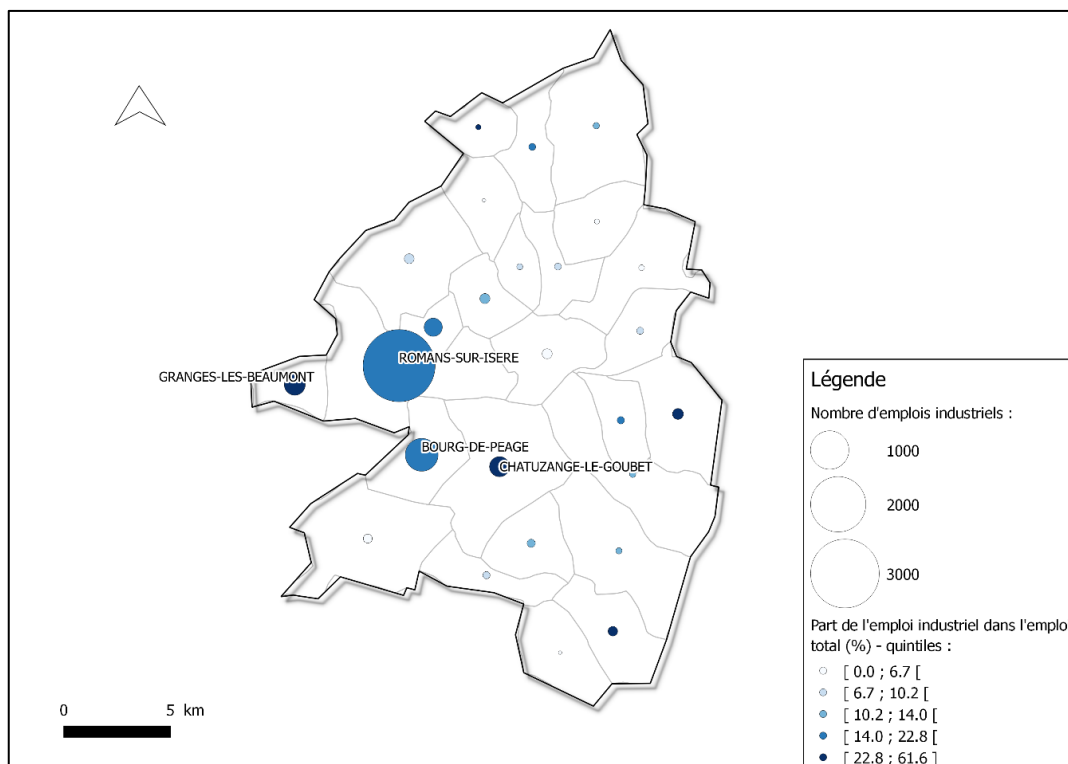 ROMANS-SUR-ISERE
GRANGES-LES-BEAUMONT
BOURG-DE-PEAGE
CHATUZANGE-LE-GOUBET
0 5 km
Légende
Nombre d'emplois industriels :
1000
2000
3000
Part de l'emploi industriel dans l'emplo
total (%) - quintiles :
[ 0.0 ; 6.7 [
[ 6.7 ; 10.2 [
[ 10.2 ; 14.0 [
[ 14.0 ; 22.8 [
[ 22.8 ; 61.6 ]